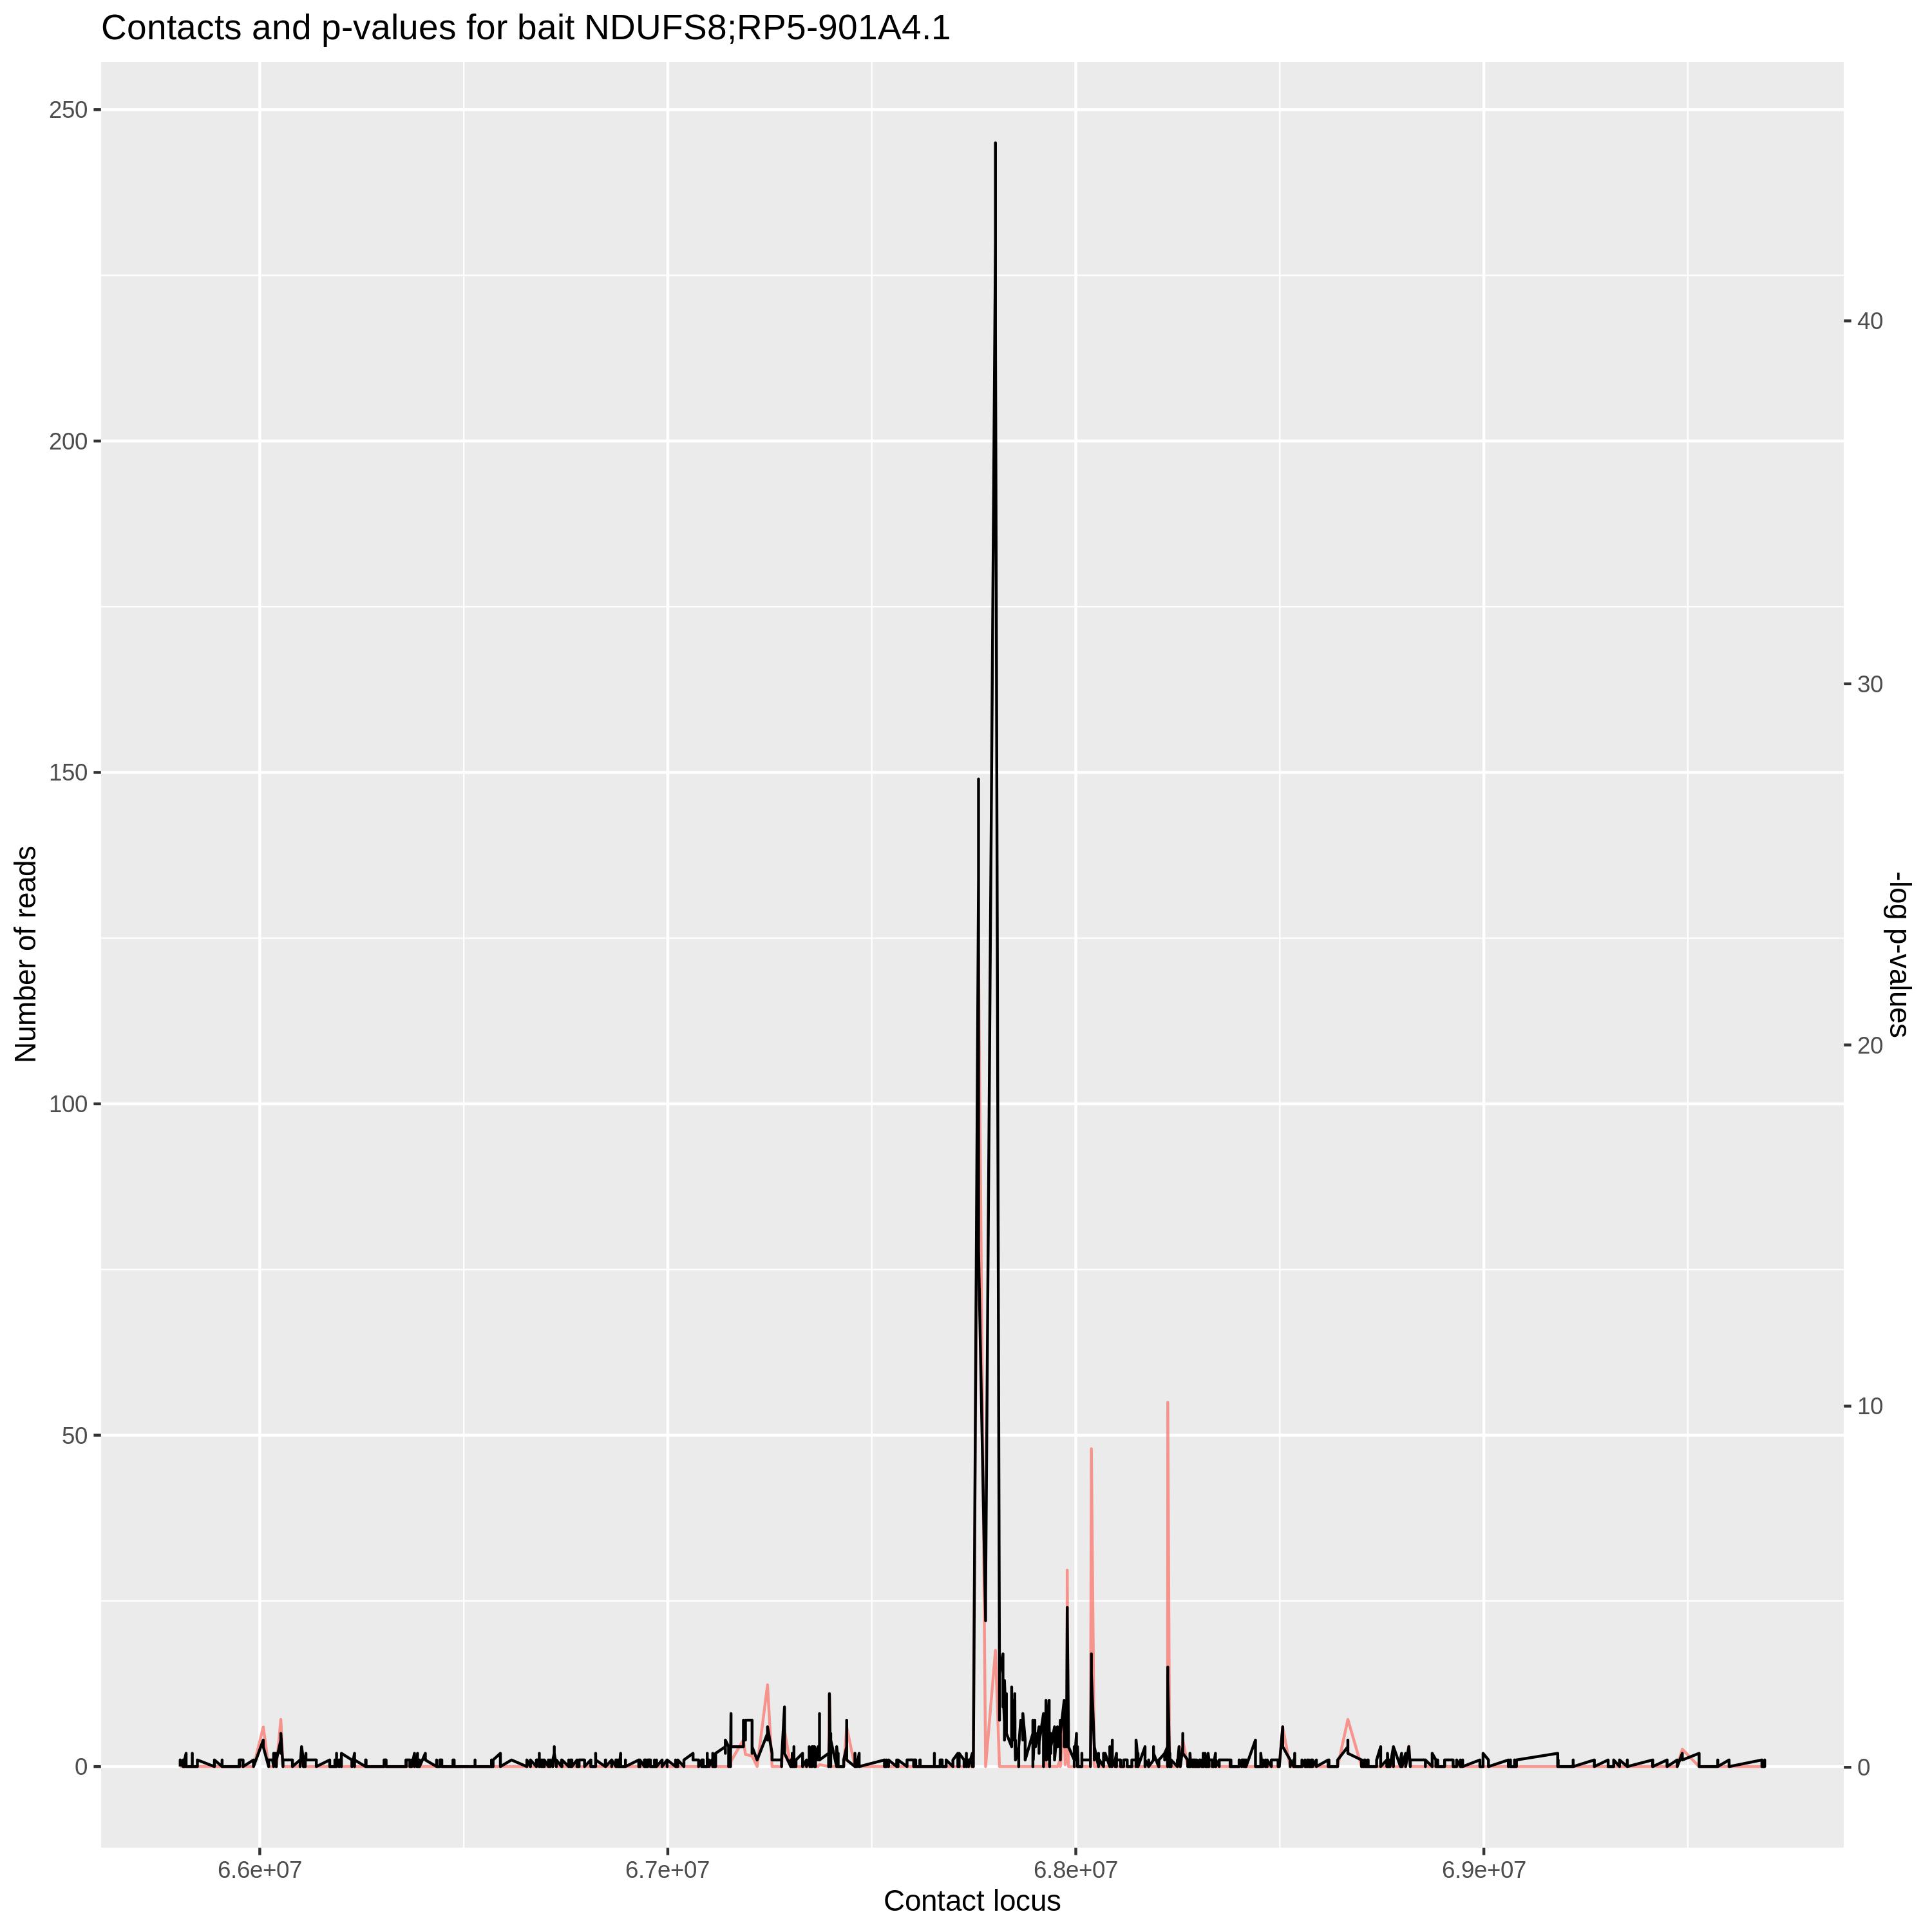 Contacts and p-values for bait NDUFS8;RP5-901A4.1
250
200
150
100
50
0
Number of reads
40
30
20
10
0
-log p-values
6.6e+07 6.7e+07 6.8e+07 6.9e+07
Contact locus